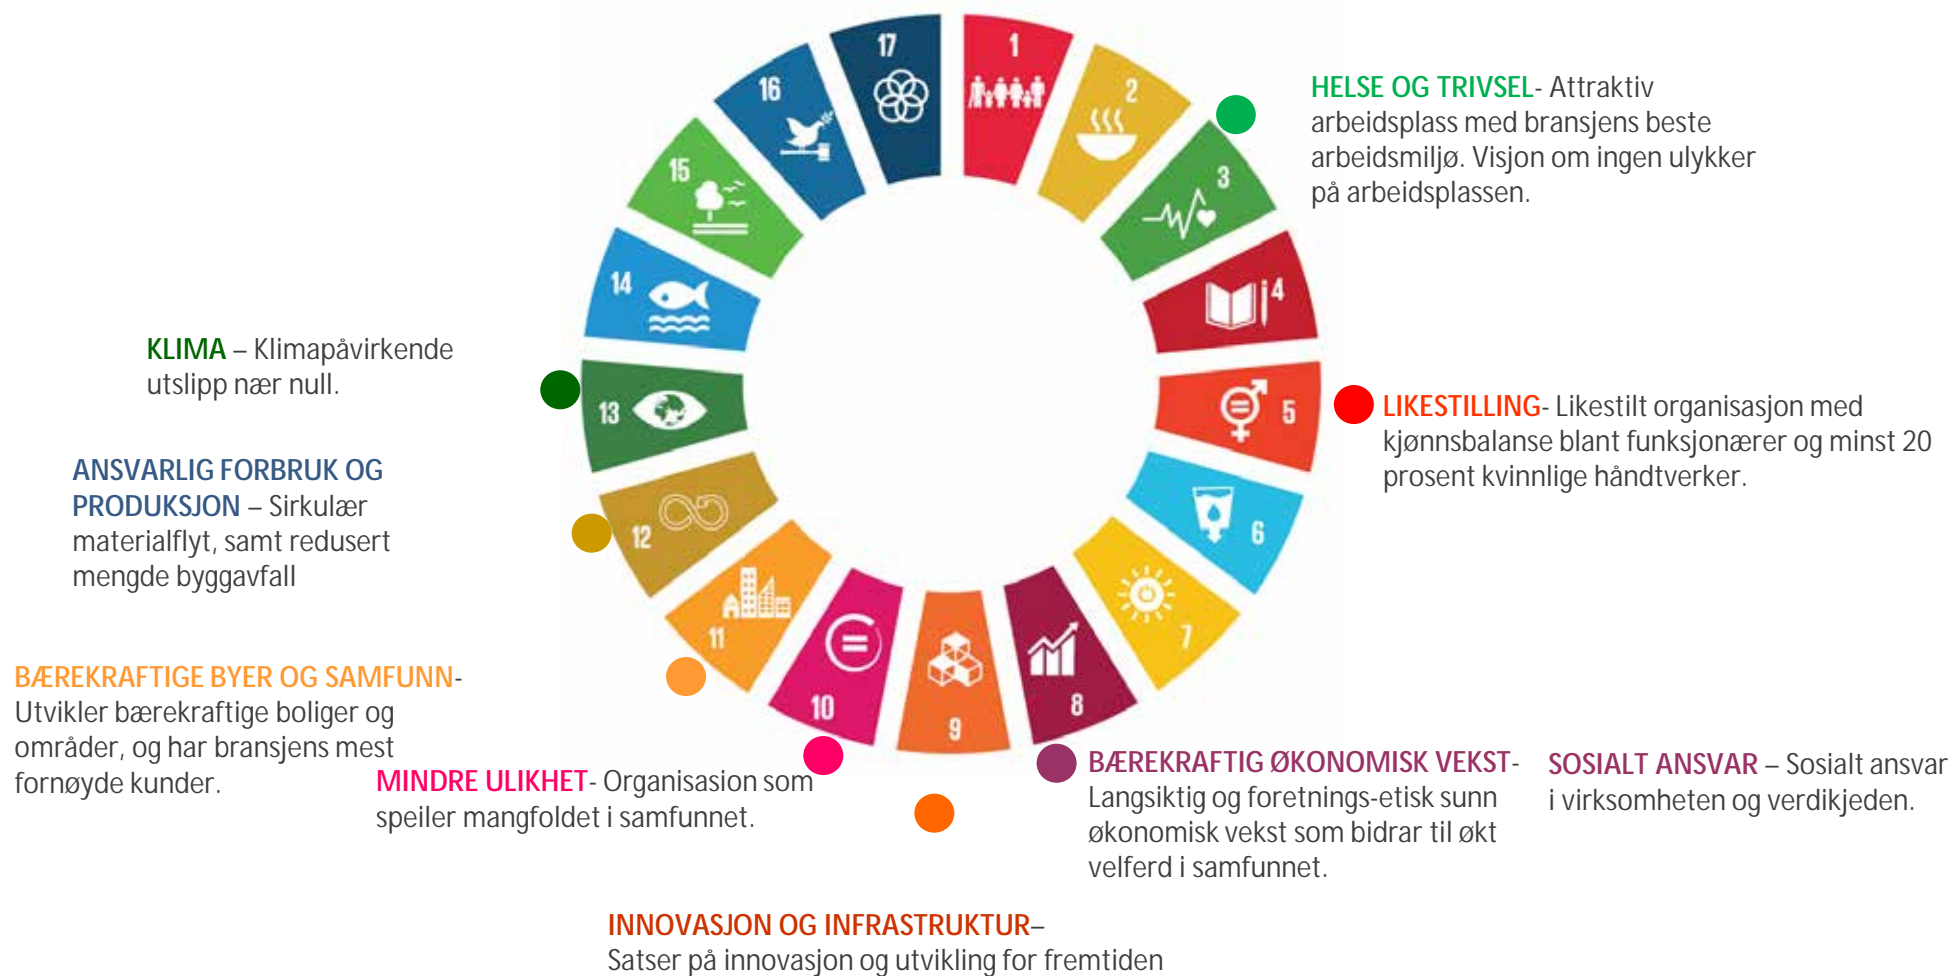 17
1
16
2
15
3
14
4
13
5
12
6
11
7
10
9
8
HELSE OG TRIVSEL- Attraktiv
arbeidsplass med bransjens beste
arbeidsmiljø. Visjon om ingen ulykker
på arbeidsplassen.
KLIMA – Klimapåvirkende
utslipp nær null.
LIKESTILLING- Likestilt organisasjon med
kjønnsbalanse blant funksjonærer og minst 20
prosent kvinnlige håndtverker.
ANSVARLIG FORBRUK OG
PRODUKSJON – Sirkulær
materialflyt, samt redusert
mengde byggavfall
BÆREKRAFTIGE BYER OG SAMFUNN-
Utvikler bærekraftige boliger og
områder, og har bransjens mest
fornøyde kunder.
MINDRE ULIKHET- Organisasion som
speiler mangfoldet i samfunnet.
BÆREKRAFTIG ØKONOMISK VEKST-
Langsiktig og foretnings-etisk sunn
økonomisk vekst som bidrar til økt
velferd i samfunnet.
SOSIALT ANSVAR – Sosialt ansvar
i virksomheten og verdikjeden.
INNOVASJON OG INFRASTRUKTUR–
Satser på innovasjon og utvikling for fremtiden